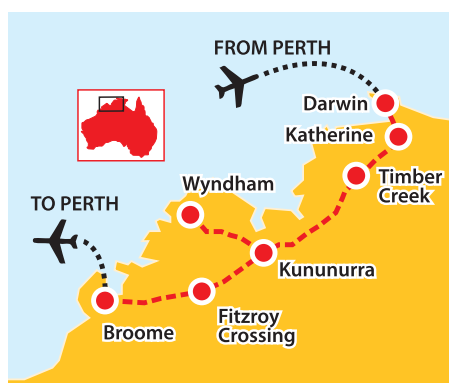 FROM PERTH
Darwin
Katherine
Timber
Creek
Wyndham
TO PERTH
Kununurra
Fitzroy
Crossing
Broome